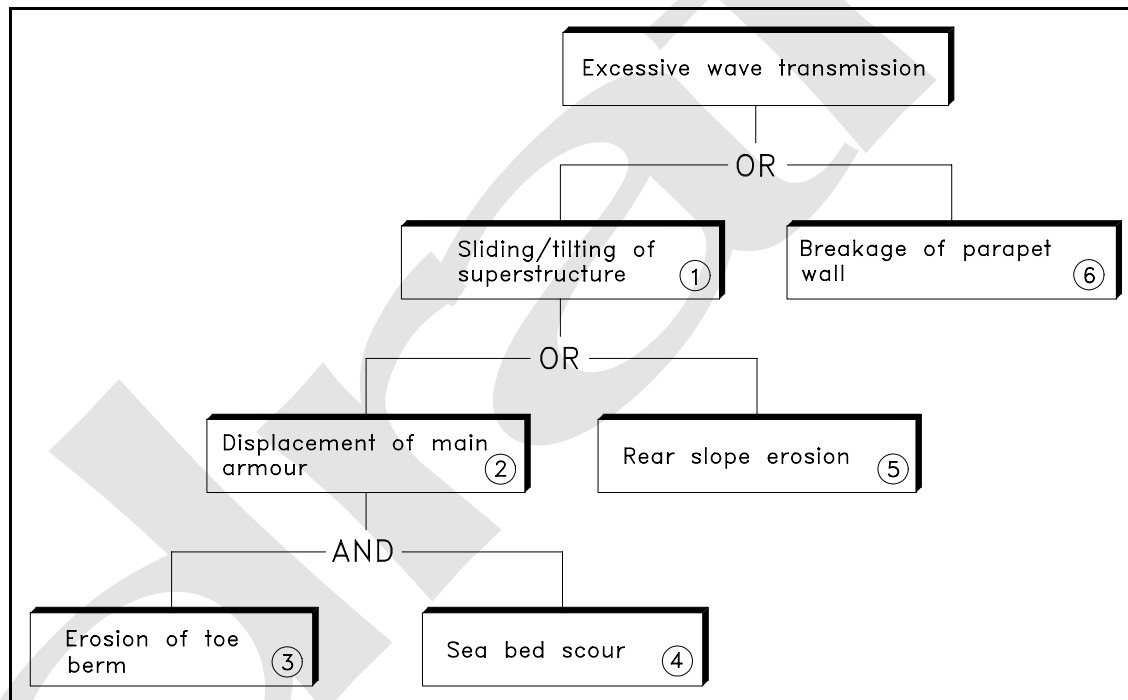 Excessive wave transmission
OR
Sliding/tilting of
superstructure
1
Breakage of parapet
wall
6
OR
Displacement of main
armour
2
Rear slope erosion
5
AND
Erosion of toe
berm
3
Sea bed scour
4